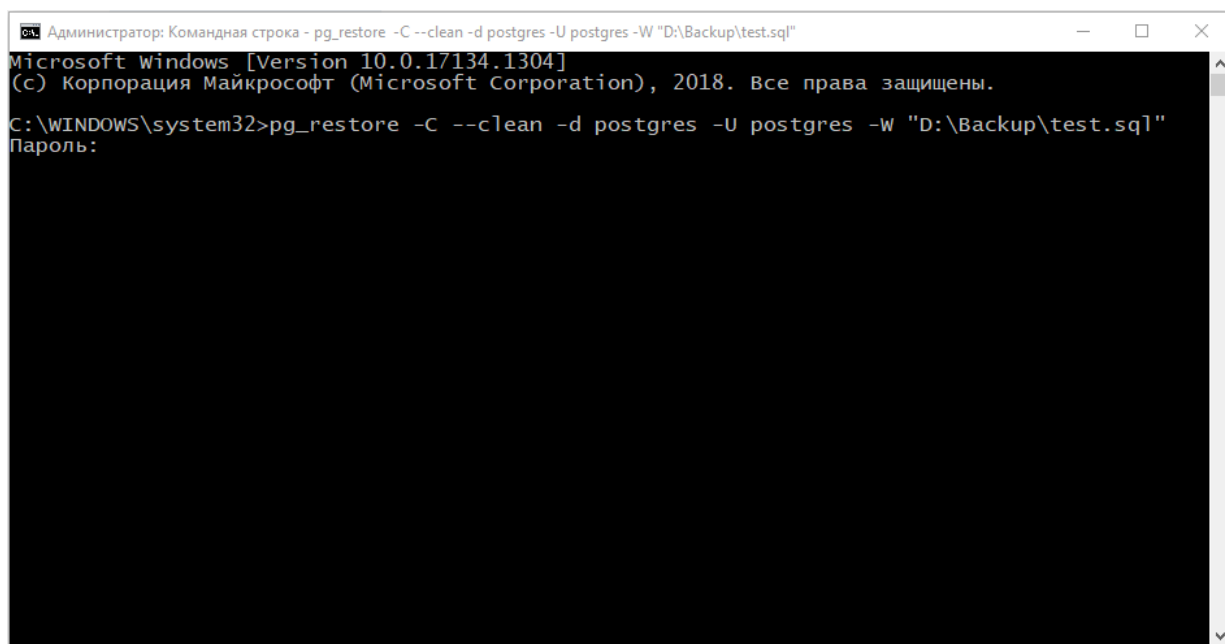 Администратор: Командная строка - pg_restore -C --clean -d postgres -U postgres -W "D:\Backup\test.sql"
Microsoft Windows [Version 10.0.17134.1304]
(c) Корпорация Майкрософт (Microsoft Corporation), 2018. Все права защищены.
C:\WINDOWS\system32>pg_restore -C --clean -d postgres -U postgres -W "D:\Backup\test.sql"
Пароль: